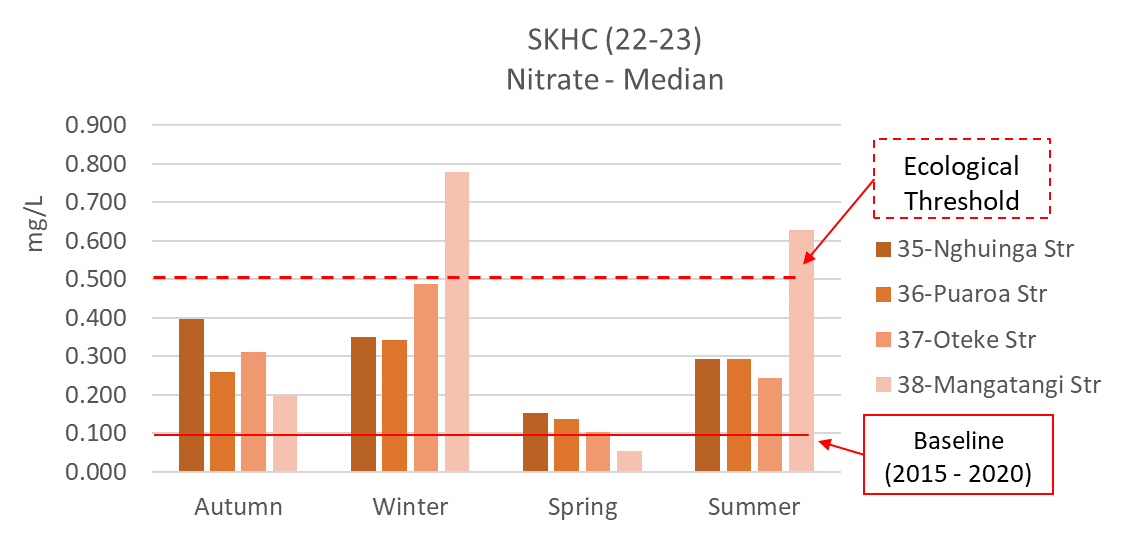 SKHC (22-23)
Nitrate - Median
0.900
0.800
0.700
0.600
0.500
0.400
0.300
0.200
0.100
0.000
mg/L
Autumn
Winter
Spring
Summer
Ecological
Threshold
35-Nghuinga Str
36-Puaroa Str
37-Oteke Str
38-Mangatangi Str
Baseline
(2015 - 2020)